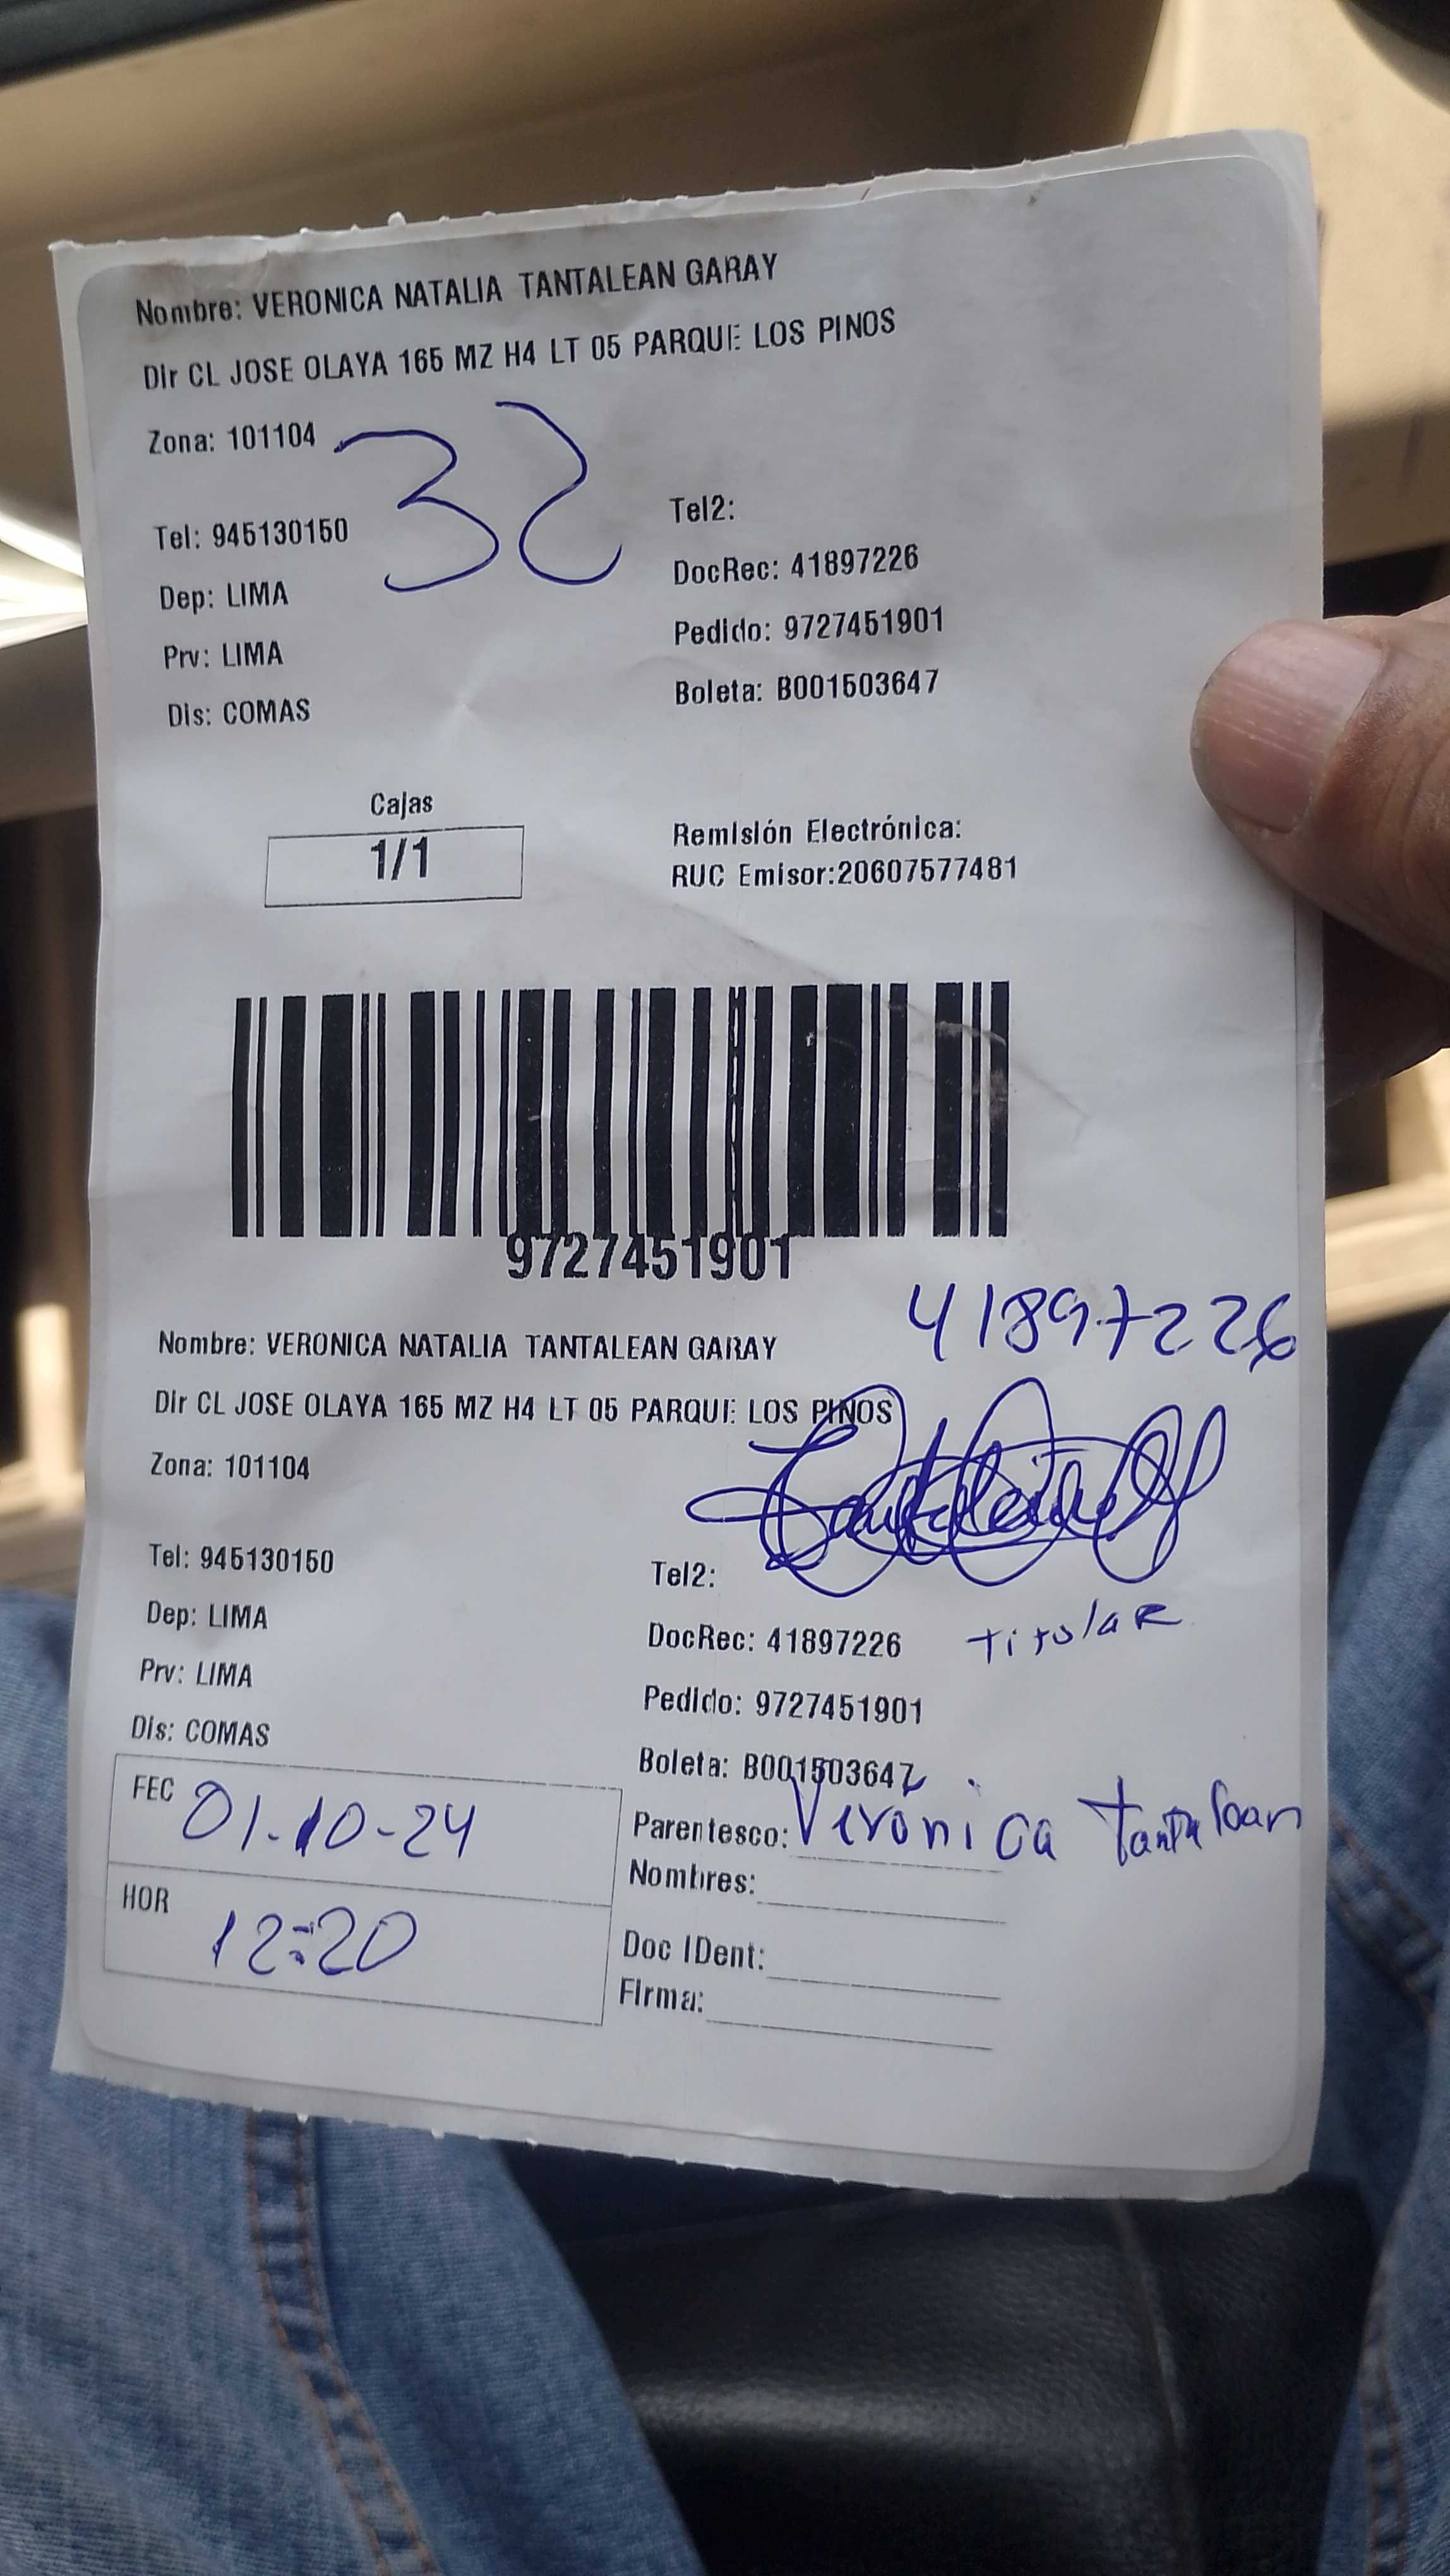 Nombre: VERONICA NATALIA TANTALEAN GARAY
Dir CL JOSE OLAYA 165 MZ H4 LT 05 PARQUE LOS PINOS
Zona: 101104
32
Tel: 945130150
Tel2:
Dep: LIMA
DocRec: 41897226
Prv: LIMA
Pedido: 9727451901
Dis: COMAS
Boleta: B001503647
Cajas
1/1
Remisión Electrónica:
RUC Emisor:20607577481
9727451901
41897226
Nombre: VERONICA NATALIA TANTALEAN GARAY
Dir CL JOSE OLAYA 165 MZ H4 LT 05 PARQUE LOS PINOS
Zona: 101104
Tel: 945130150
Tel2:
Dep: LIMA
DocRec: 41897226
titular
Prv: LIMA
Pedido: 9727451901
Dis: COMAS
Boleta: B001503647
FEC 01-10-24
Parentesco: Veronica Tantalean
Nombres:
HOR 12:20
Doc IDent:
Firma: